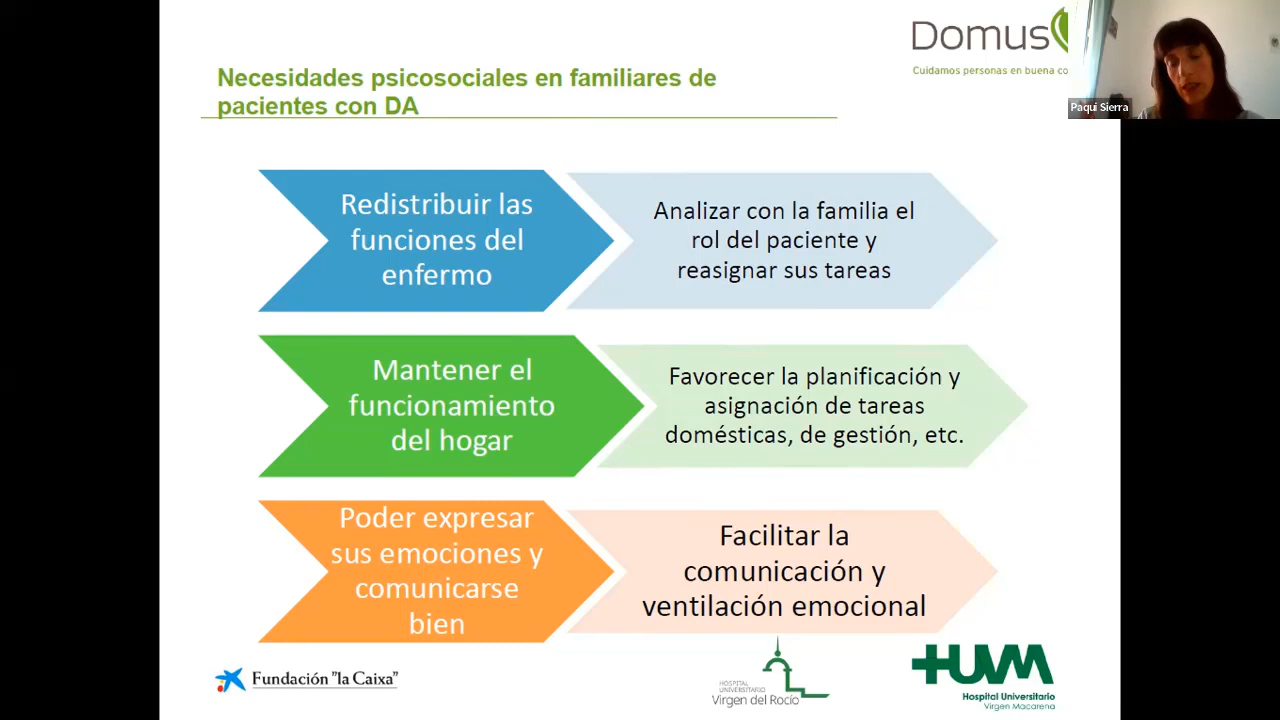 Domus
Cuidamos personas en buena co
Paqui Sierra
Necesidades psicosociales en familiares de
pacientes con DA
Redistribuir las
funciones del
enfermo
Analizar con la familia el
rol del paciente y
reasignar sus tareas
Mantener el
funcionamiento
del hogar
Favorecer la planificación y
asignación de tareas
domésticas, de gestión, etc.
Poder expresar
sus emociones y
comunicarse
bien
Facilitar la
comunicación y
ventilación emocional
Fundación "la Caixa"
HOSPITAL
UNIVERSITARIO
Virgen del Rocío
HUVM
Hospital Universitario
Virgen Macarena